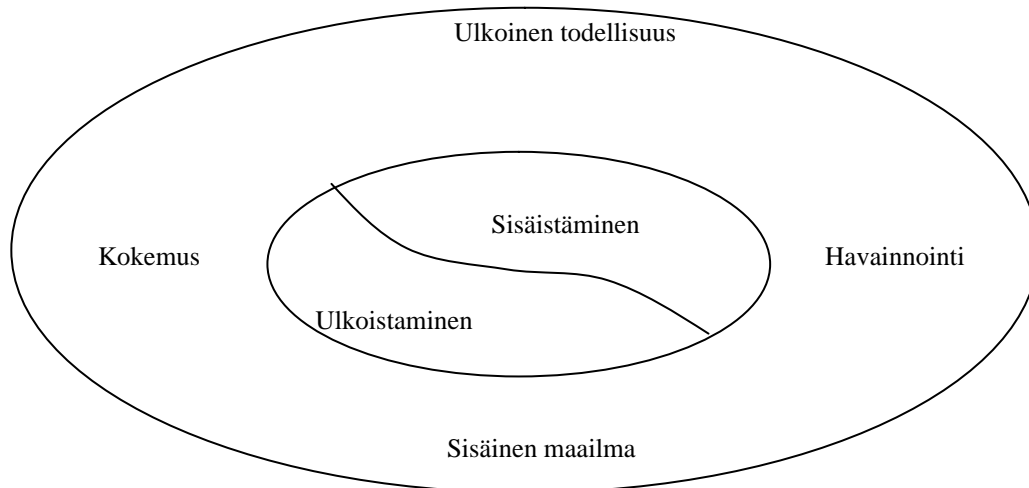 Ulkoinen todellisuus
Sisäistäminen
Kokemus
Havainnointi
Ulkoistaminen
Sisäinen maailma